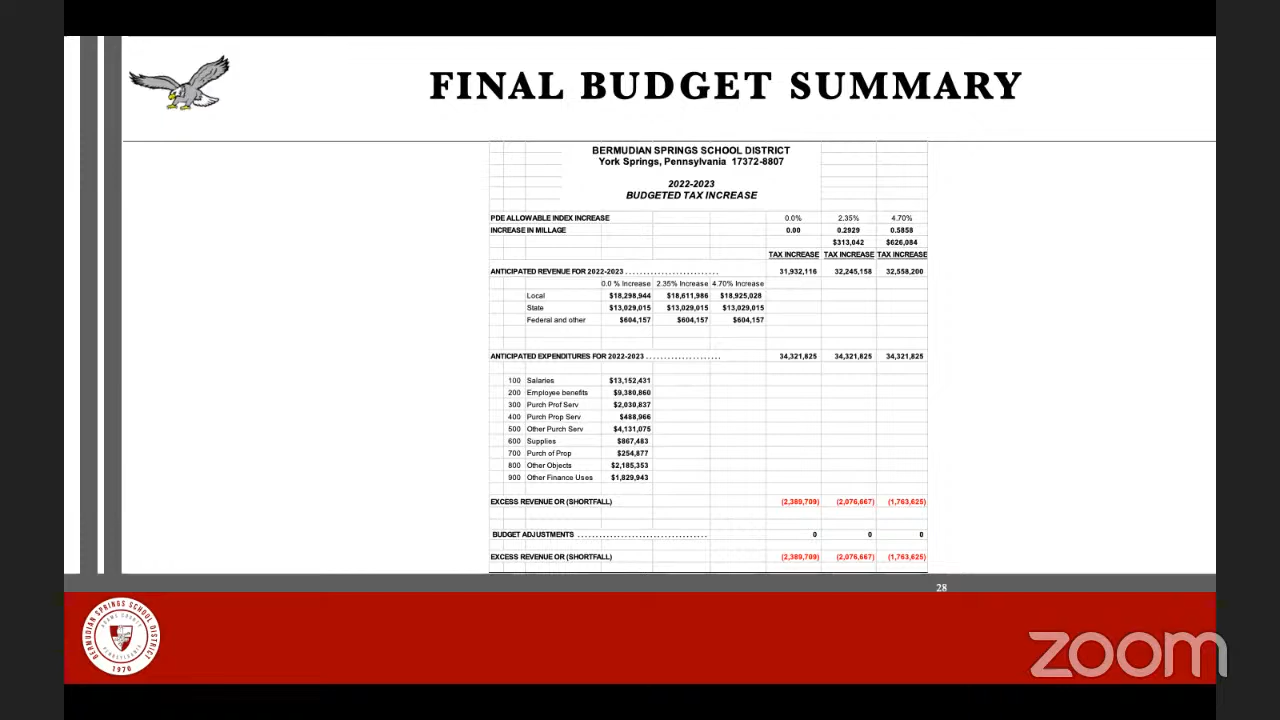 FINAL BUDGET SUMMARY
BERMUDIAN SPRINGS SCHOOL DISTRICT
York Springs, Pennsylvania 17372-8807
2022-2023
BUDGETED TAX INCREASE
PDE ALLOWABLE INDEX INCREASE 0.0% 2.35% 4.70%
INCREASE IN MILLAGE 0.00 0.2929 0.5858
$313,042 $626,084
TAX INCREASE TAX INCREASE TAX INCREASE
ANTICIPATED REVENUE FOR 2022-2023 . . . . . . . . . . . . . . . . . . . . . . . . . . 31,932,116 32,245,158 32,558,200
0.0 % Increase 2.35% Increase 4.70% Increase
Local $18,298,944 $18,611,986 $18,925,028
State $13,029,015 $13,029,015 $13,029,015
Federal and other $604,157 $604,157 $604,157
ANTICIPATED EXPENDITURES FOR 2022-2023 . . . . . . . . . . . . . . . . . . . . . 34,321,825 34,321,825 34,321,825
100 Salaries $13,152,431
200 Employee benefits $9,380,860
300 Purch Prof Serv $2,030,837
400 Purch Prop Serv $488,966
500 Other Purch Serv $4,131,075
600 Supplies $867,483
700 Purch of Prop $254,877
800 Other Objects $2,185,353
900 Other Finance Uses $1,829,943
EXCESS REVENUE OR (SHORTFALL) (2,389,709) (2,076,667) (1,763,625)
BUDGET ADJUSTMENTS . . . . . . . . . . . . . . . . . . . . . . . . . . . . . . . . . . . . 0 0 0
EXCESS REVENUE OR (SHORTFALL) (2,389,709) (2,076,667) (1,763,625)
28
BERMUDIAN SPRINGS SCHOOL DISTRICT
ADAMS COUNTY
PENNSYLVANIA
1970
zoom